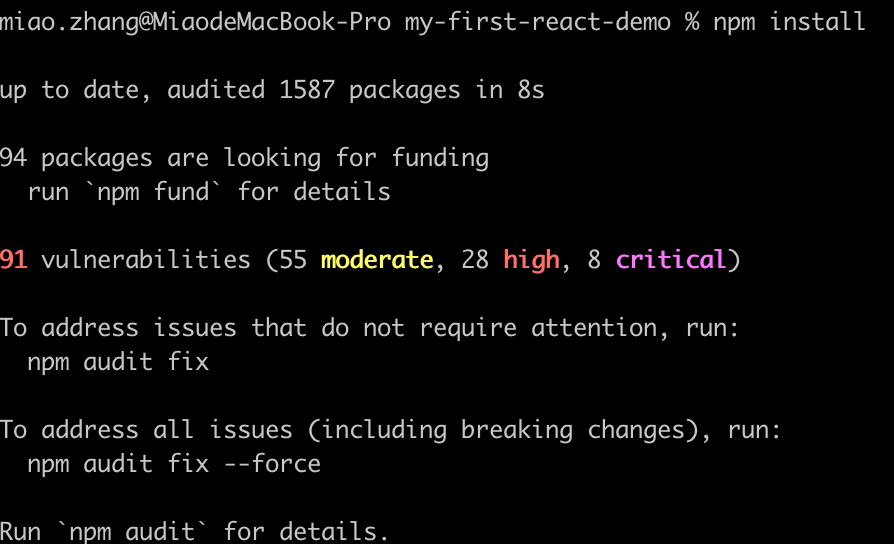 miao.zhang@MiaodeMacBook-Pro my-first-react-demo % npm install
up to date, audited 1587 packages in 8s
94 packages are looking for funding
  run `npm fund` for details
91 vulnerabilities (55 moderate, 28 high, 8 critical)
To address issues that do not require attention, run:
  npm audit fix
To address all issues (including breaking changes), run:
  npm audit fix --force
Run `npm audit` for details.